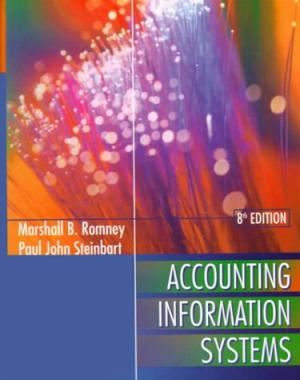 Marshall B. Romney
Paul John Steinbart
8th EDITION
ACCOUNTING
INFORMATION
SYSTEMS